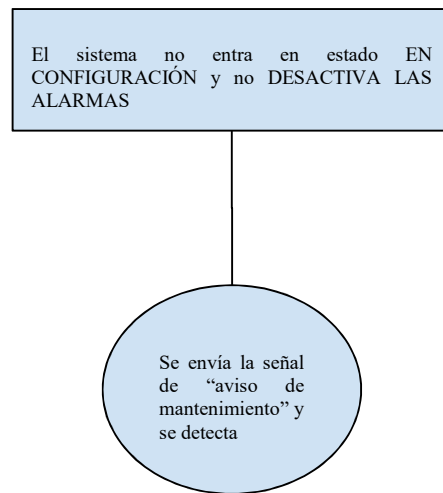 El sistema no entra en estado EN
CONFIGURACIÓN y no DESACTIVA LAS
ALARMAS
Se envía la señal
de “aviso de
mantenimiento” y
se detecta